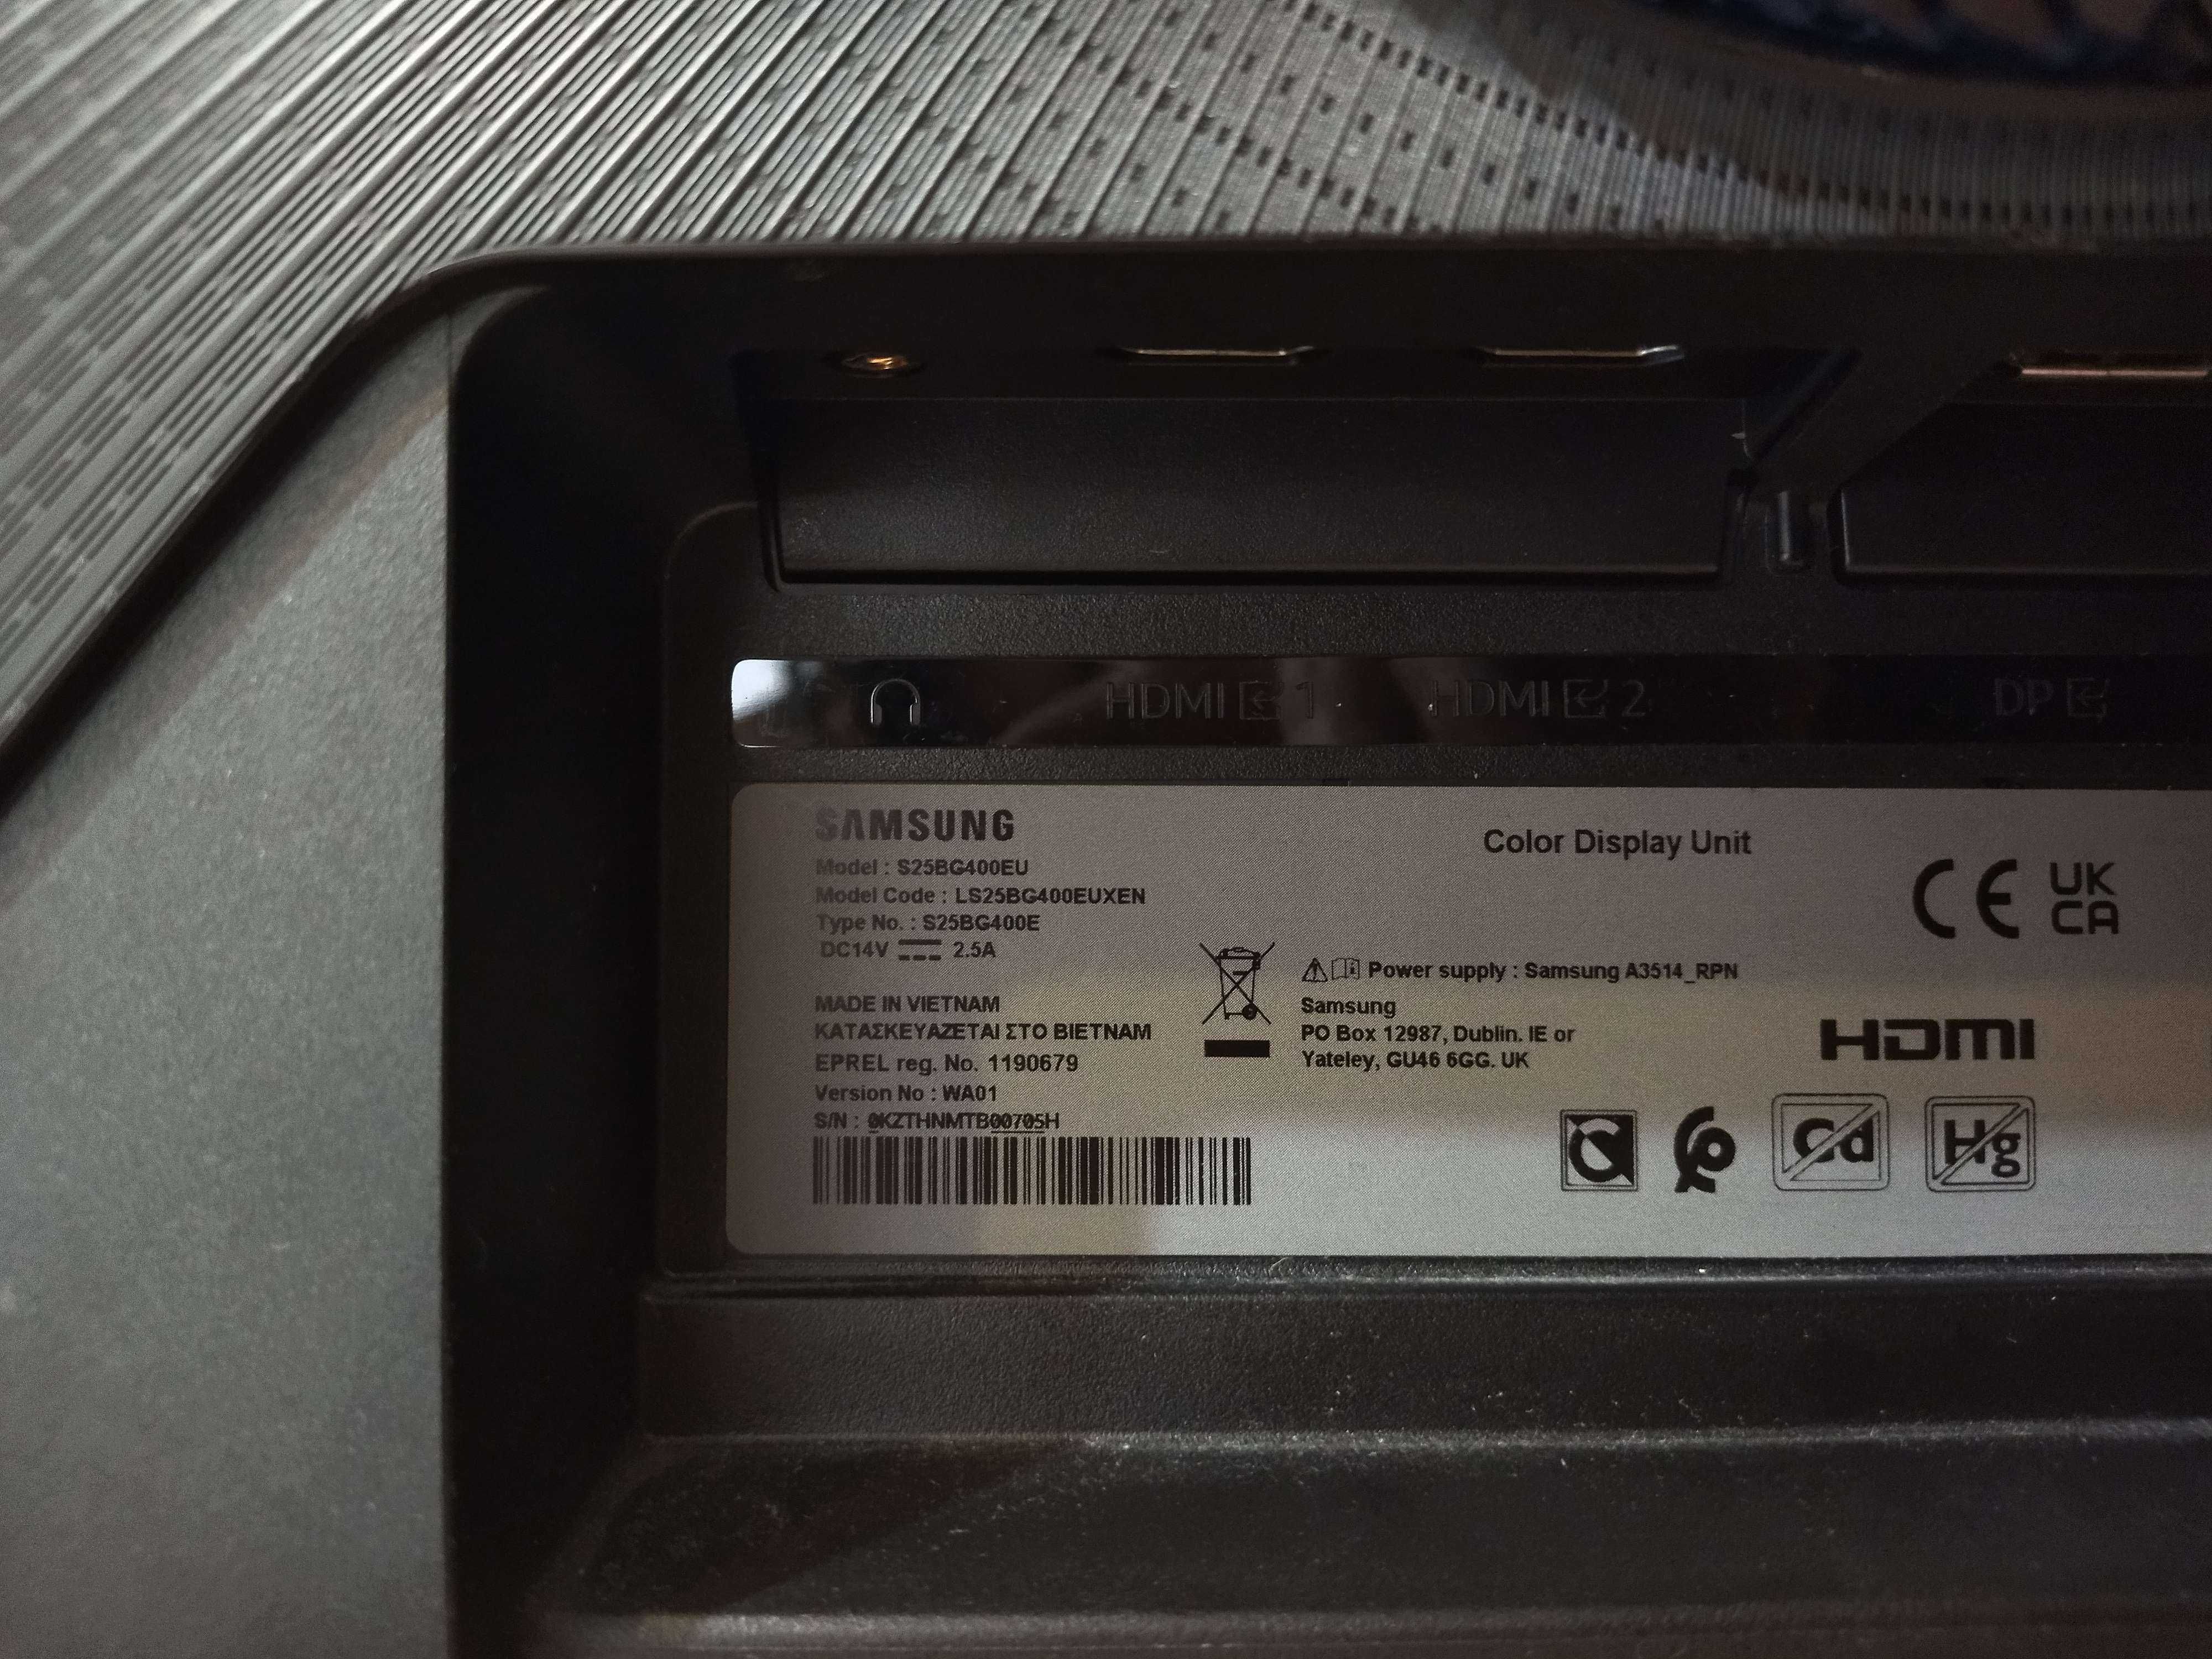 HDMI 1
HDMI 2
DP
SAMSUNG
Model : S25BG400EU
Model Code : LS25BG400EUXEN
Type No. : S25BG400E
DC14V 2.5A
MADE IN VIETNAM
ΚΑΤΑΣΚΕΥΑΖΕΤΑΙ ΣΤΟ ΒΙΕΤΝΑΜ
EPREL reg. No. 1190679
Version No : WA01
S/N : 0KZTHNMTB00705H
Color Display Unit
CE
UK
CA
Power supply : Samsung A3514_RPN
Samsung
PO Box 12987, Dublin. IE or
Yateley, GU46 6GG. UK
HDMI
Cd
Hg